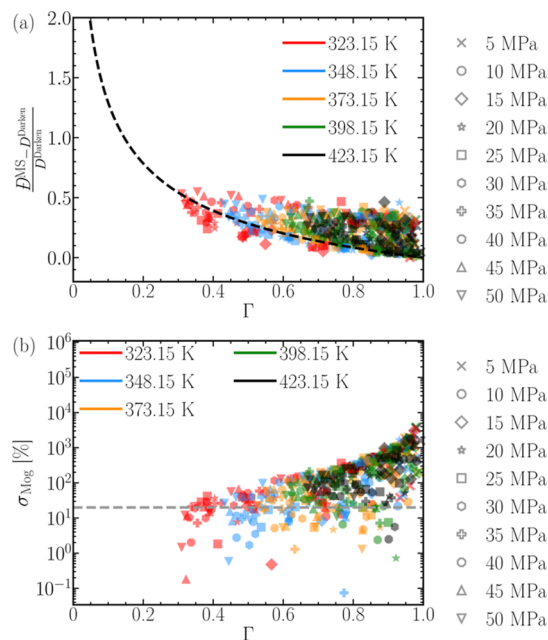 (a)
2.0
1.5
1.0
0.5
0.0
Đ^MS − D^Darken
D^Darken
323.15 K
348.15 K
373.15 K
398.15 K
423.15 K
0
0.2
0.4
0.6
0.8
1.0
Γ
5 MPa
10 MPa
15 MPa
20 MPa
25 MPa
30 MPa
35 MPa
40 MPa
45 MPa
50 MPa
(b)
10^6
10^5
10^4
10^3
10^2
10^1
10^0
10^−1
σ_Mog [%]
323.15 K
348.15 K
373.15 K
398.15 K
423.15 K
0
0.2
0.4
0.6
0.8
1.0
Γ
5 MPa
10 MPa
15 MPa
20 MPa
25 MPa
30 MPa
35 MPa
40 MPa
45 MPa
50 MPa